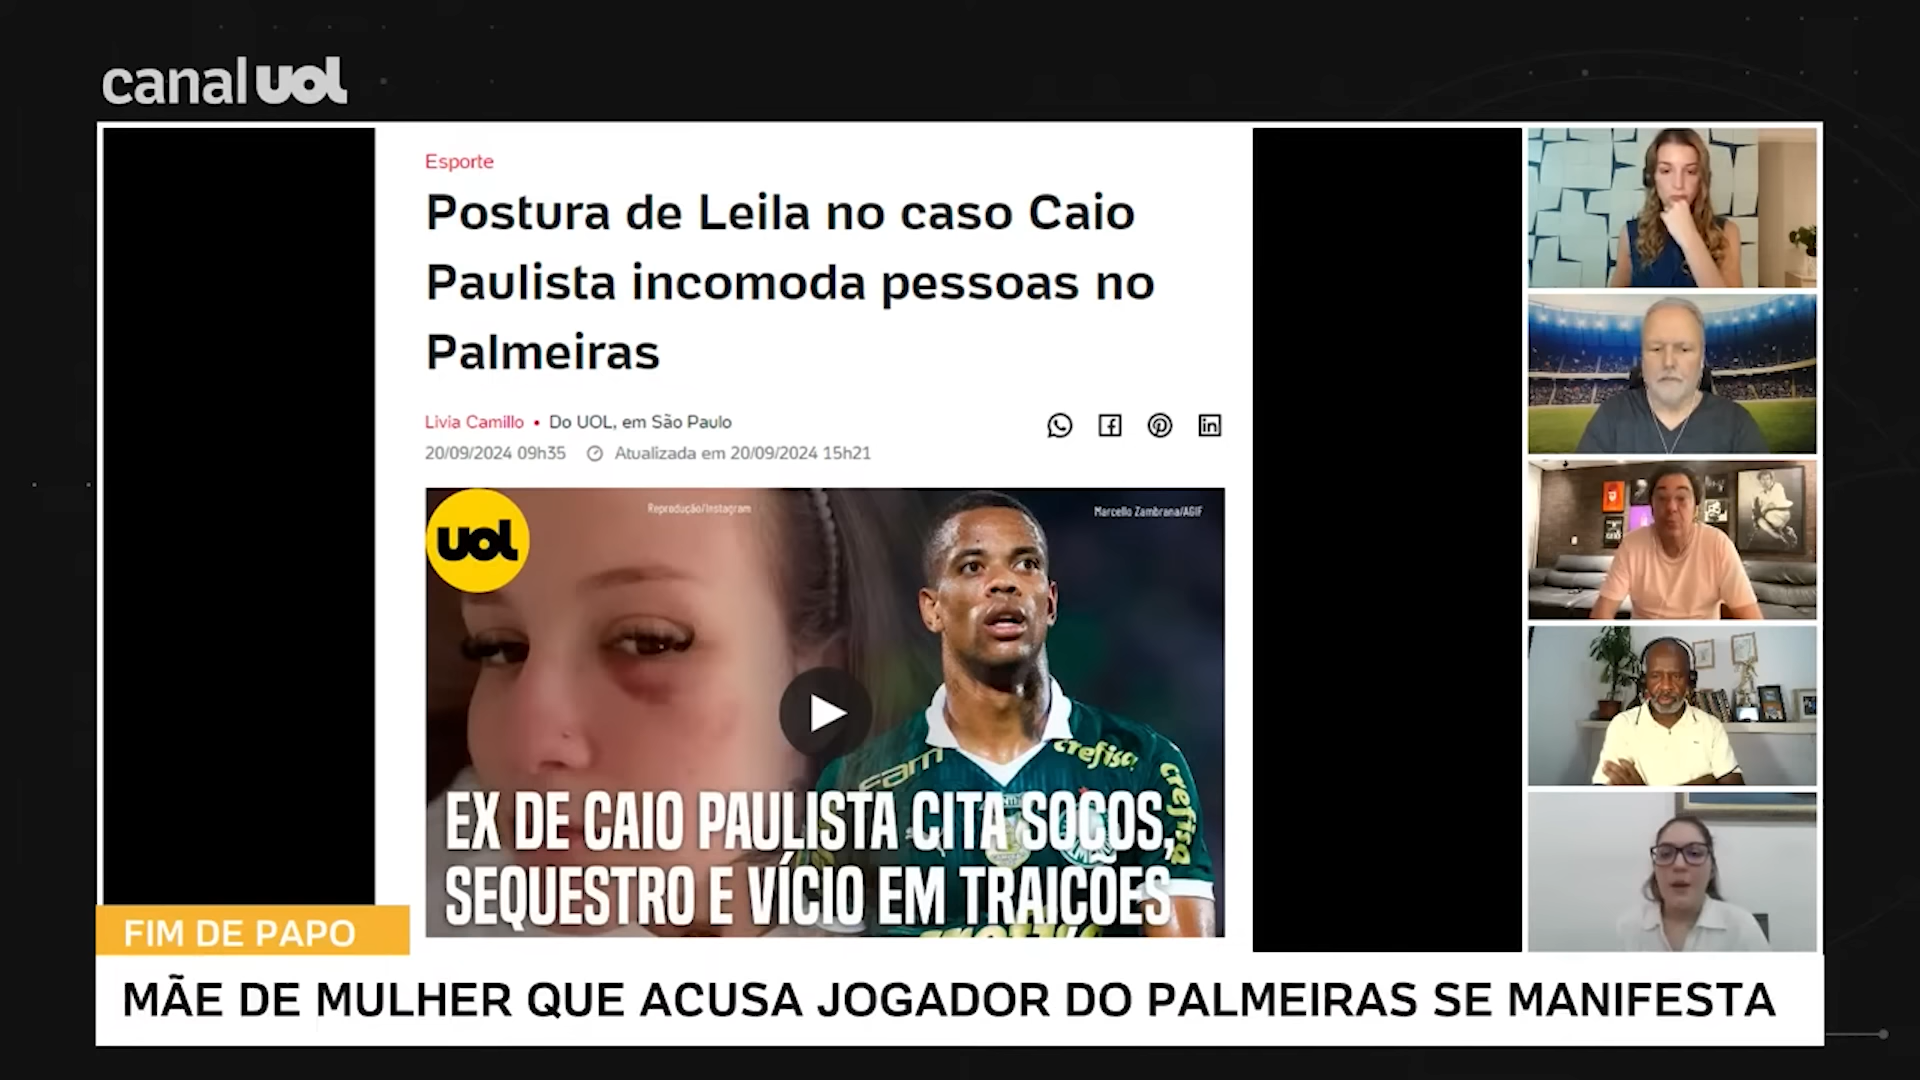 canal uol
Esporte
Postura de Leila no caso Caio
Paulista incomoda pessoas no
Palmeiras
Livia Camillo • Do UOL, em São Paulo
20/09/2024 09h35 Atualizada em 20/09/2024 15h21
uol
Reprodução/Instagram
Marcello Zambrana/AGIF
FAM
crefisa
crefisa
EX DE CAIO PAULISTA CITA SOCOS,
SEQUESTRO E VÍCIO EM TRAIÇÕES
FIM DE PAPO
MÃE DE MULHER QUE ACUSA JOGADOR DO PALMEIRAS SE MANIFESTA